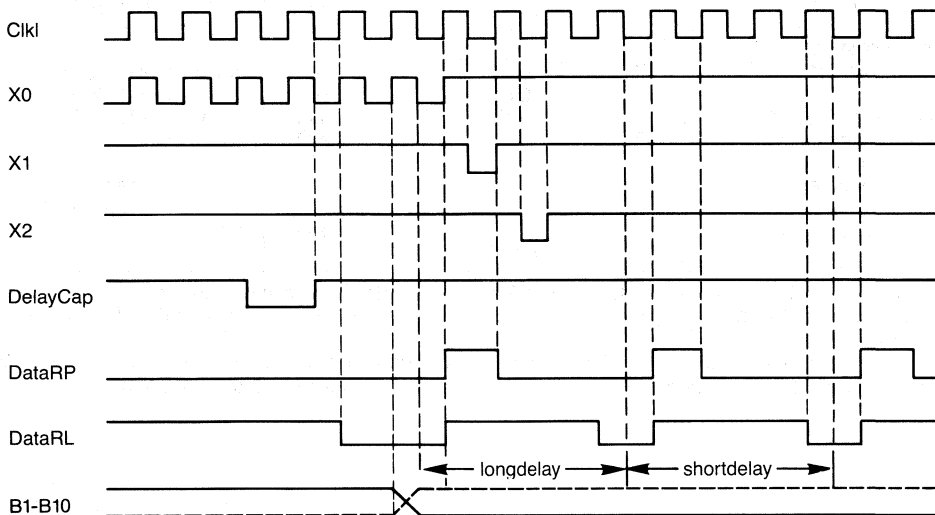 Clkl
X0
X1
X2
DelayCap
DataRP
DataRL
longdelay
shortdelay
B1-B10